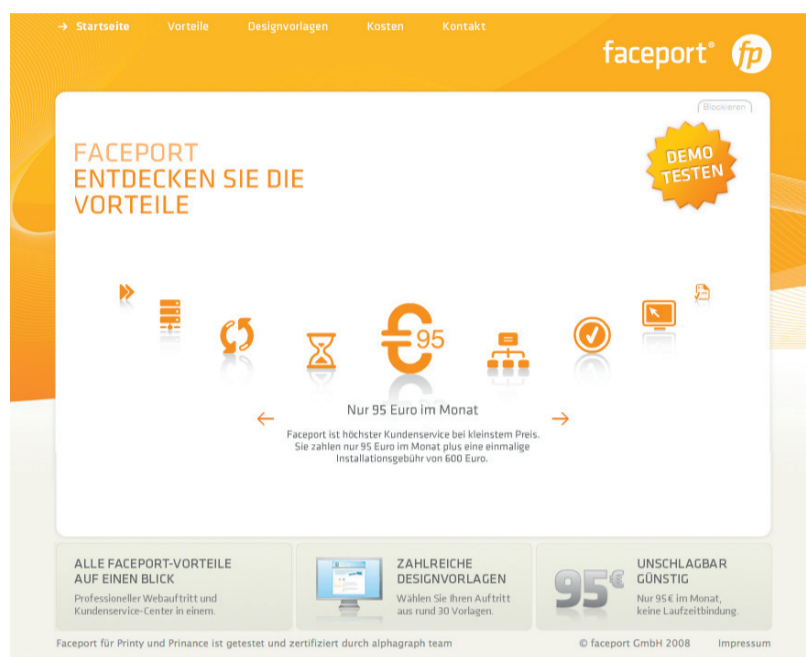 → Startseite Vorteile Designvorlagen Kosten Kontakt
faceport® fp
Blockieren
FACEPORT
ENTDECKEN SIE DIE
VORTEILE
DEMO
TESTEN
€95
Nur 95 Euro im Monat
← →
Faceport ist höchster Kundenservice bei kleinstem Preis.
Sie zahlen nur 95 Euro im Monat plus eine einmalige
Installationsgebühr von 600 Euro.
ALLE FACEPORT-VORTEILE
AUF EINEN BLICK
Professioneller Webauftritt und
Kundenservice-Center in einem.
ZAHLREICHE
DESIGNVORLAGEN
Wählen Sie Ihren Auftritt
aus rund 30 Vorlagen.
95€
UNSCHLAGBAR
GÜNSTIG
Nur 95 € im Monat,
keine Laufzeitbindung.
Faceport für Printy und Prinance ist getestet und zertifiziert durch alphagraph team
© faceport GmbH 2008 Impressum